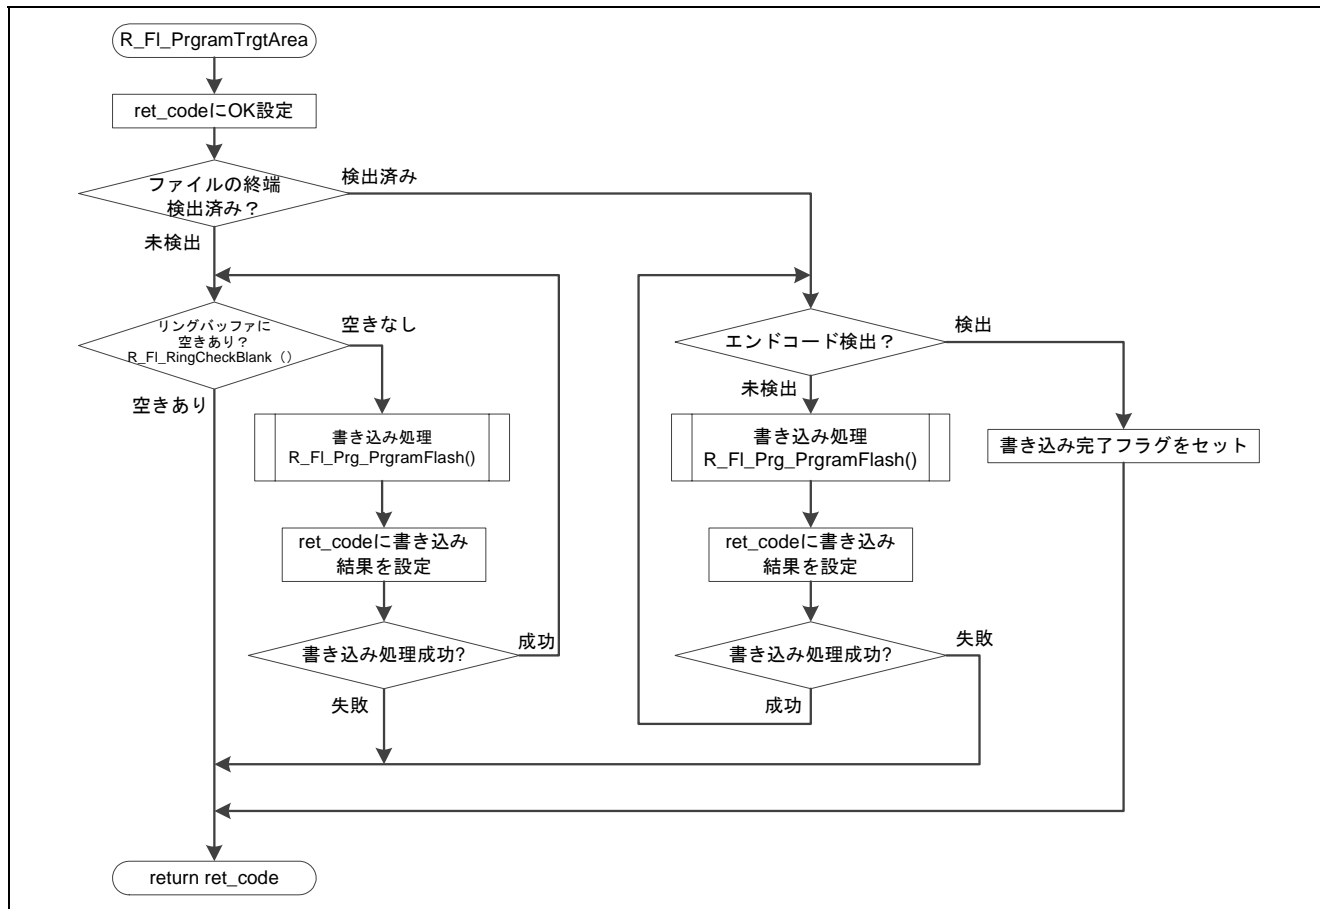 R_Fl_PrgramTrgtArea
ret_codeにOK設定
ファイルの終端
検出済み？
検出済み
未検出
リングバッファに
空きあり？
R_Fl_RingCheckBlank（）
空きなし
空きあり
書き込み処理
R_Fl_Prg_PrgramFlash()
ret_codeに書き込み
結果を設定
書き込み処理成功?
成功
失敗
エンドコード検出？
検出
未検出
書き込み処理
R_Fl_Prg_PrgramFlash()
書き込み完了フラグをセット
ret_codeに書き込み
結果を設定
書き込み処理成功?
失敗
成功
return ret_code